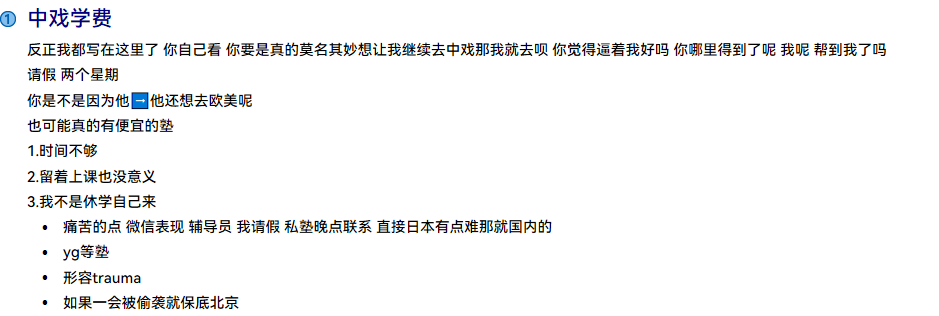 ① 中戏学费
反正我都写在这里了 你自己看 你要是真的莫名其妙想让我继续去中戏那我就去呗 你觉得逼着我好吗 你哪里得到了呢 我呢 帮到我了吗
请假 两个星期
你是不是因为他➡他还想去欧美呢
也可能真的有便宜的塾
1.时间不够
2.留着上课也没意义
3.我不是休学自己来
• 痛苦的点 微信表现 辅导员 我请假 私塾晚点联系 直接日本有点难那就国内的
• yg等塾
• 形容trauma
• 如果一会被偷袭就保底北京